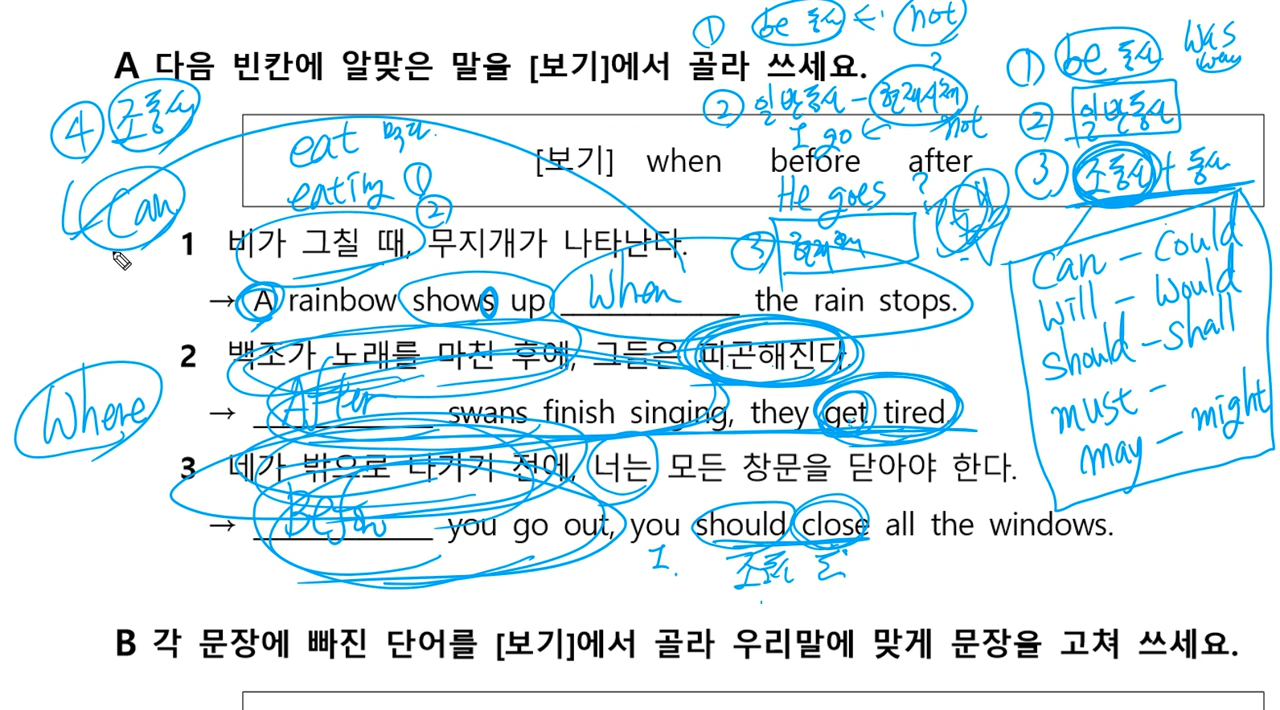 ① be 동사 ← not
A 다음 빈칸에 알맞은 말을 [보기]에서 골라 쓰세요.
① be 동사 was
② 일반동사 - 현재시제 ?
② 일반동사
④ 조동사
I go ← not
eat 먹다.
[보기] when before after
③ 조동사 + 동사
eating ①
②
He goes ?
can
1 비가 그칠 때, 무지개가 나타난다.
③
can - could
→ A rainbow shows up when the rain stops.
will - would
should - shall
2 백조가 노래를 마친 후에, 그들은 피곤해진다.
must -
→ After swans finish singing, they get tired.
may - might
where
3 네가 밖으로 나가기 전에, 너는 모든 창문을 닫아야 한다.
→ Before you go out, you should close all the windows.
I. 조동사 동
B 각 문장에 빠진 단어를 [보기]에서 골라 우리말에 맞게 문장을 고쳐 쓰세요.